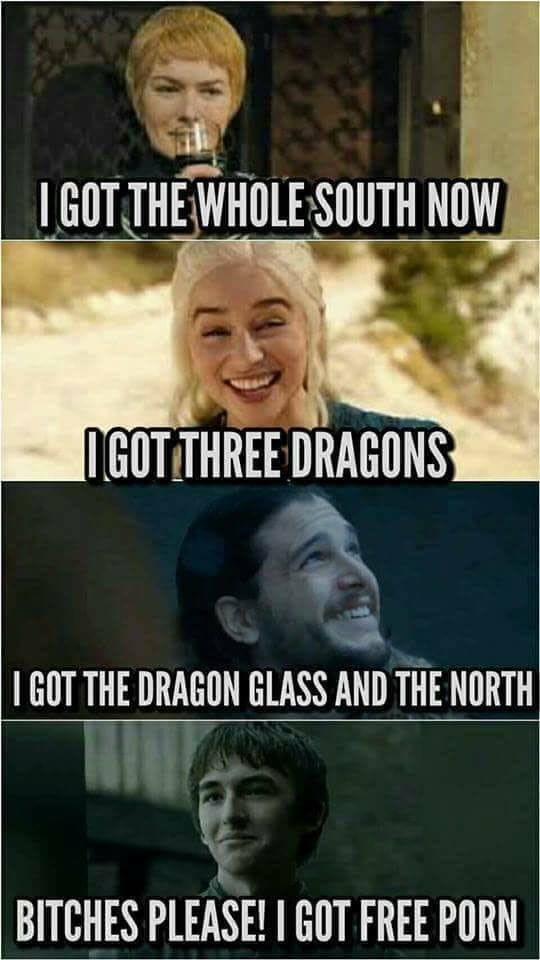 I GOT THE WHOLE SOUTH NOW
I GOT THREE DRAGONS
I GOT THE DRAGON GLASS AND THE NORTH
BITCHES PLEASE! I GOT FREE PORN